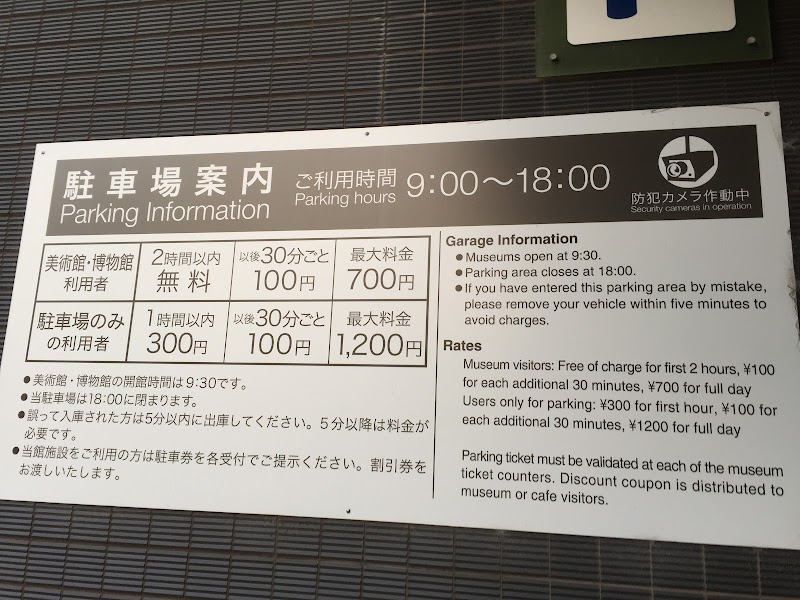 駐車場案内
Parking Information
ご利用時間
Parking hours
9:00～18:00
防犯カメラ作動中
Security cameras in operation
美術館・博物館
利用者
2時間以内
無料
以後30分ごと
100円
最大料金
700円
駐車場のみ
の利用者
1時間以内
300円
以後30分ごと
100円
最大料金
1,200円
●美術館・博物館の開館時間は9:30です。
●当駐車場は18:00に閉まります。
●誤って入庫された方は5分以内に出庫してください。5分以降は料金が
必要です。
●当館施設をご利用の方は駐車券を各受付でご提示ください。割引券を
お渡しいたします。
Garage Information
●Museums open at 9:30.
●Parking area closes at 18:00.
●If you have entered this parking area by mistake,
please remove your vehicle within five minutes to
avoid charges.
Rates
Museum visitors: Free of charge for first 2 hours, ¥100
for each additional 30 minutes, ¥700 for full day
Users only for parking: ¥300 for first hour, ¥100 for
each additional 30 minutes, ¥1200 for full day
Parking ticket must be validated at each of the museum
ticket counters. Discount coupon is distributed to
museum or cafe visitors.